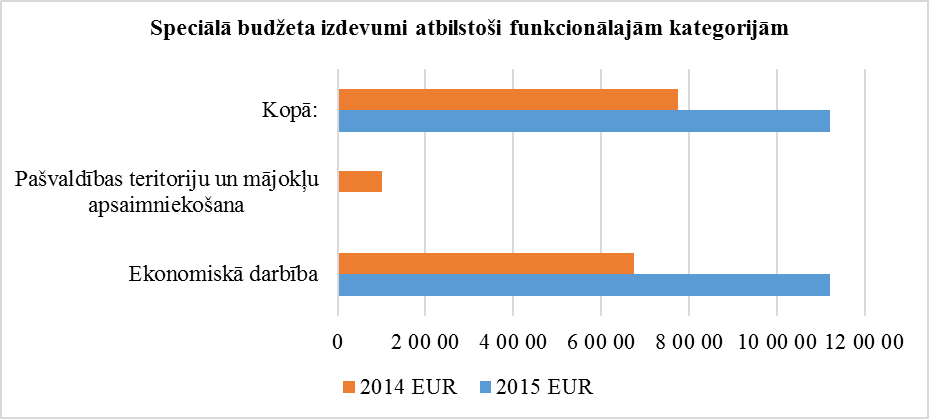 Speciālā budžeta izdevumi atbilstoši funkcionālajām kategorijām
Kopā:
Pašvaldības teritoriju un mājokļu
apsaimniekošana
Ekonomiskā darbība
0 2 00 00 4 00 00 6 00 00 8 00 00 10 00 00 12 00 00
2014 EUR 2015 EUR